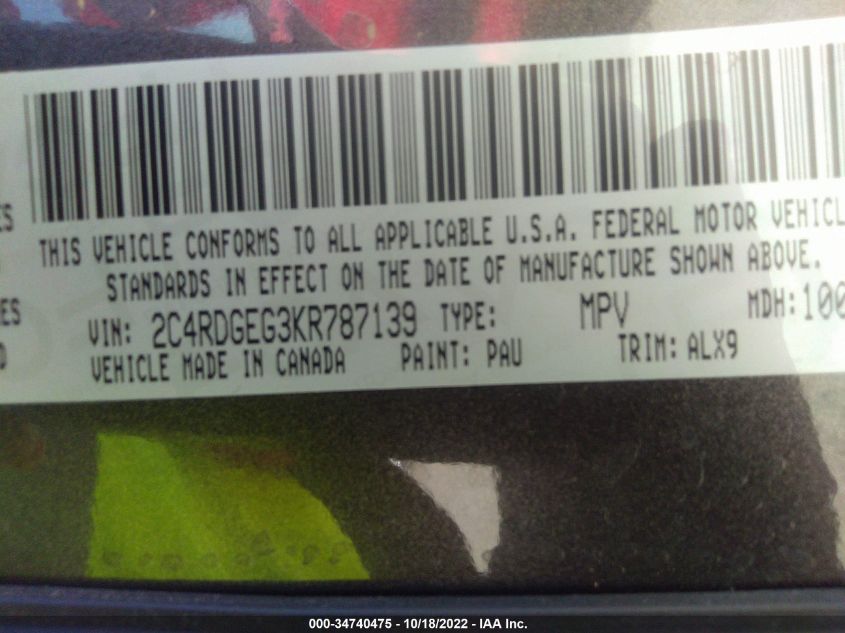 ES
THIS VEHICLE CONFORMS TO ALL APPLICABLE U.S.A. FEDERAL MOTOR VEHICL
STANDARDS IN EFFECT ON THE DATE OF MANUFACTURE SHOWN ABOVE.
ES
VIN: 2C4RDGEG3KR787139 TYPE: MPV MDH: 100
D
VEHICLE MADE IN CANADA PAINT: PAU TRIM: ALX9
000-34740475 - 10/18/2022 - IAA Inc.